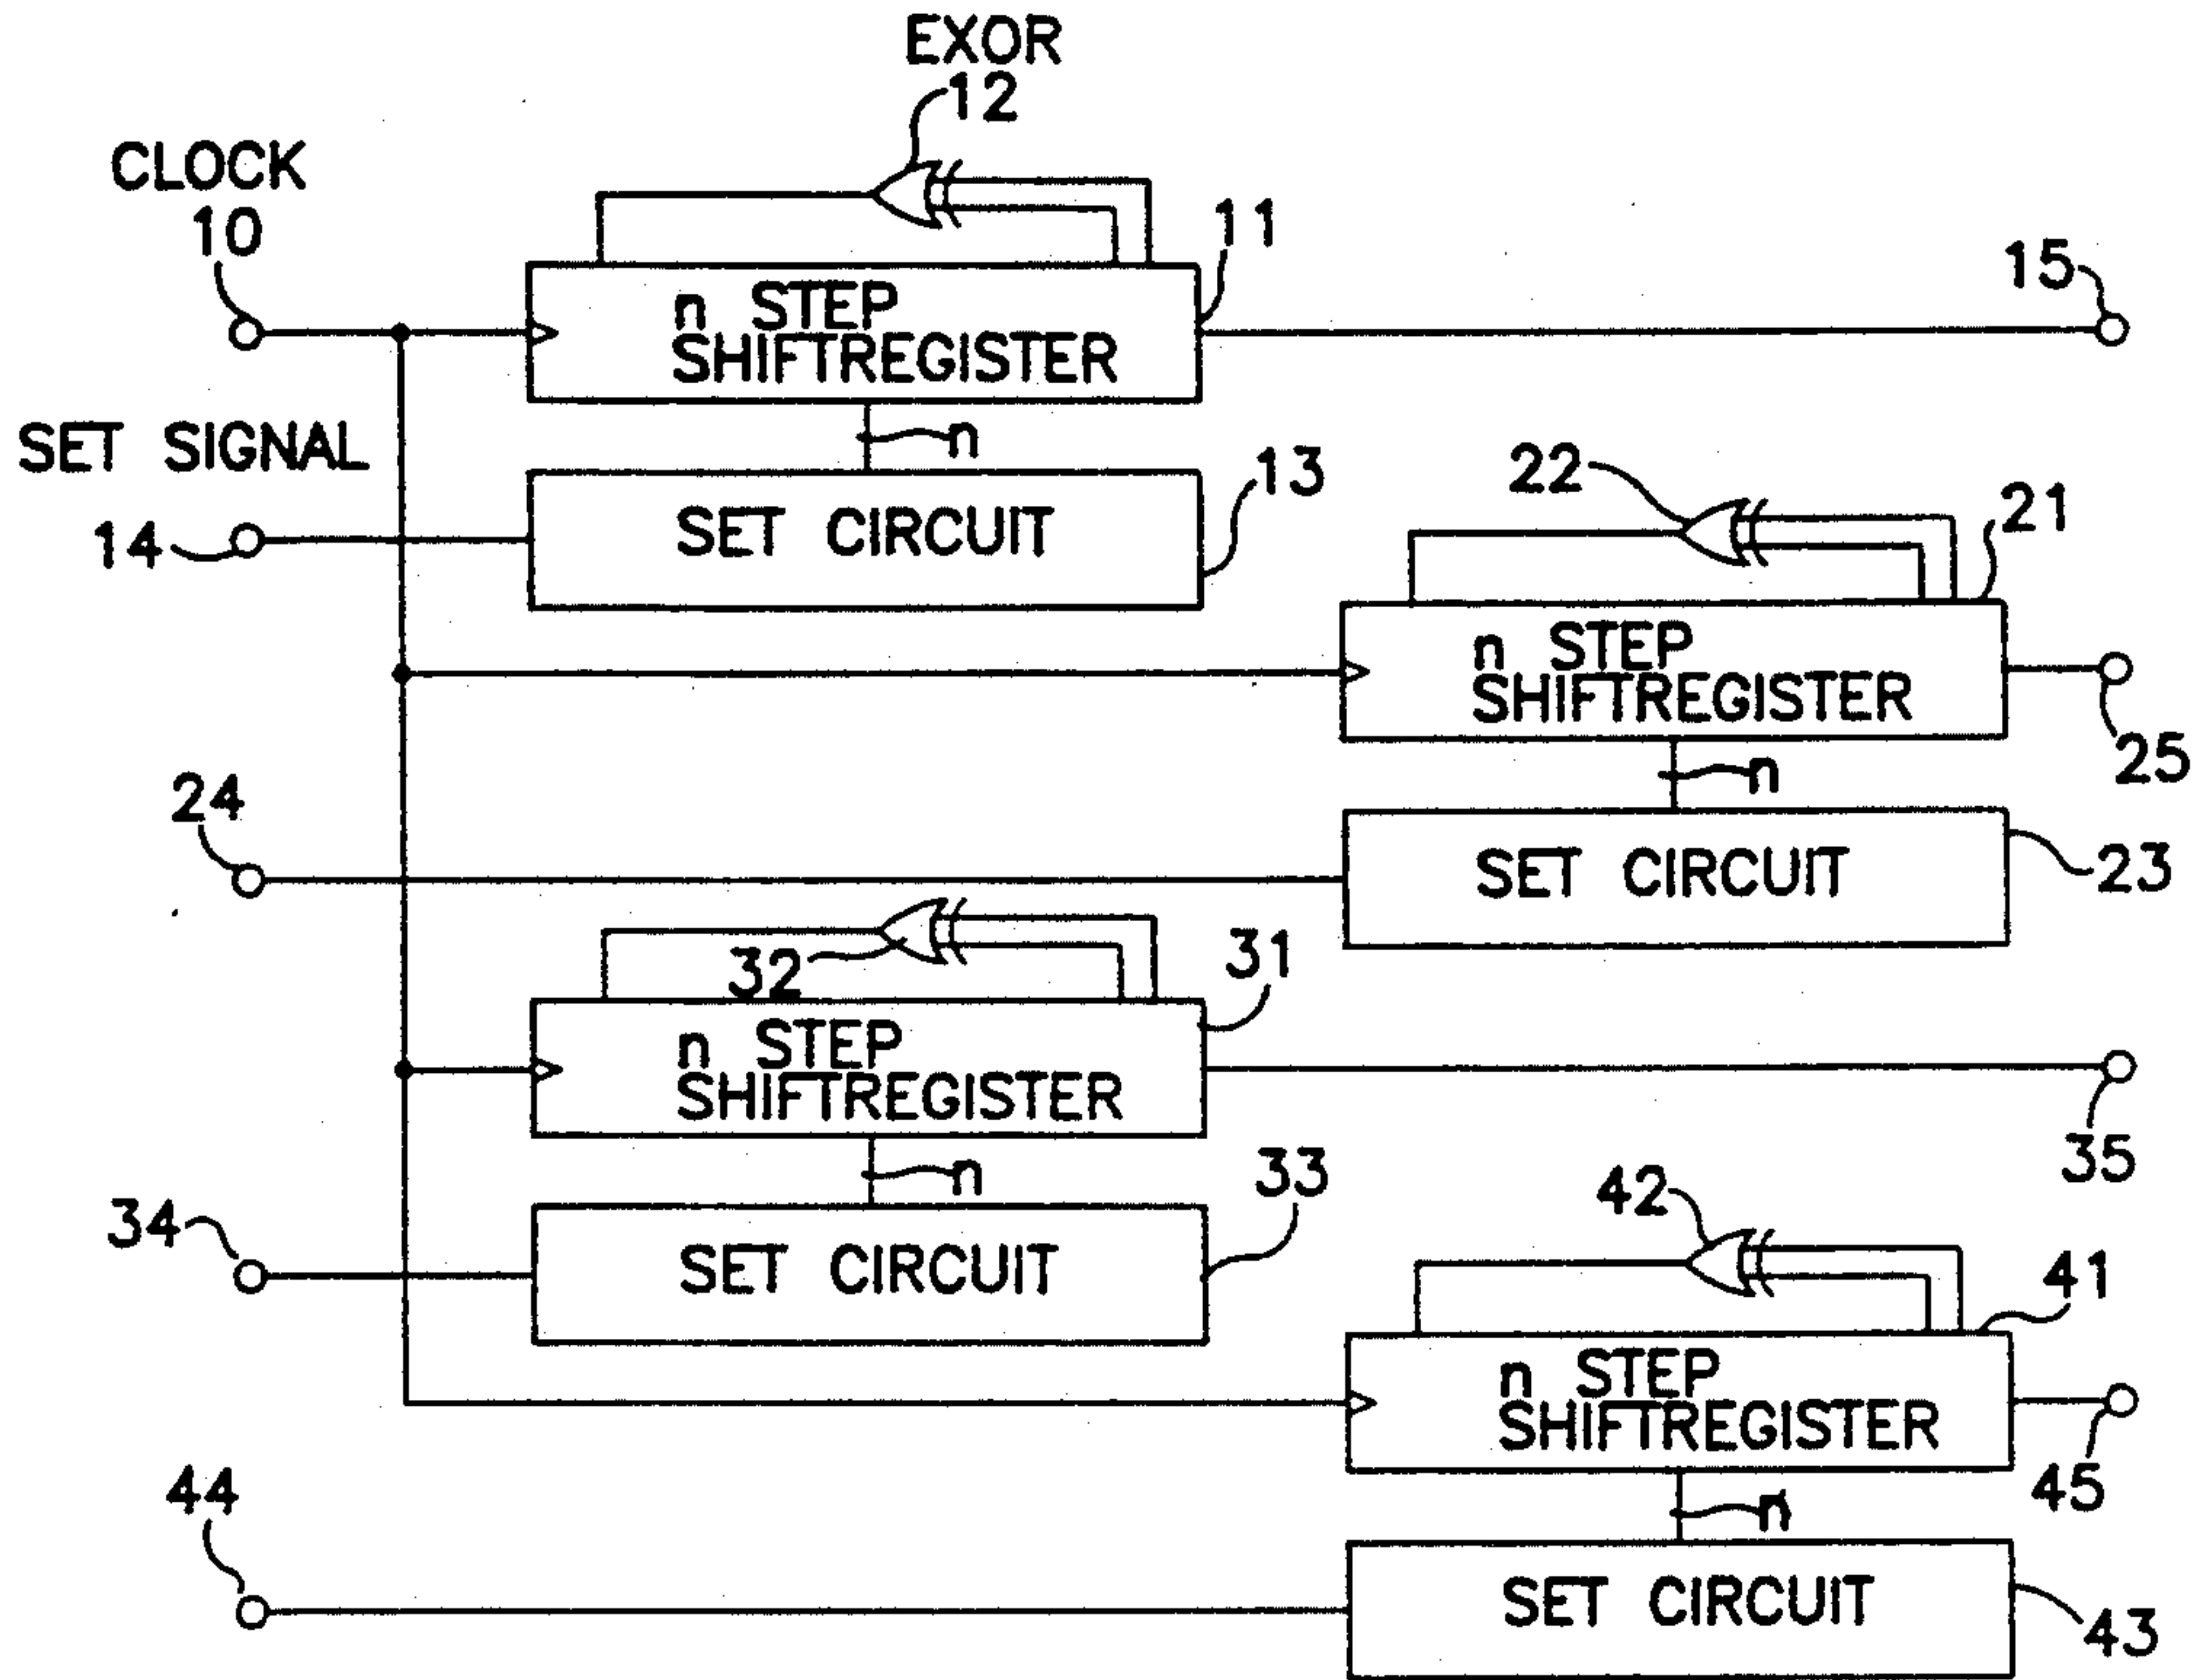 EXOR
12
CLOCK
10
11
15
n STEP
SHIFTREGISTER
SET SIGNAL
n
13
14
SET CIRCUIT
22
21
n STEP
SHIFTREGISTER
25
n
24
SET CIRCUIT
23
32
31
n STEP
SHIFTREGISTER
35
n
33
34
SET CIRCUIT
42
41
n STEP
SHIFTREGISTER
45
n
44
SET CIRCUIT
43